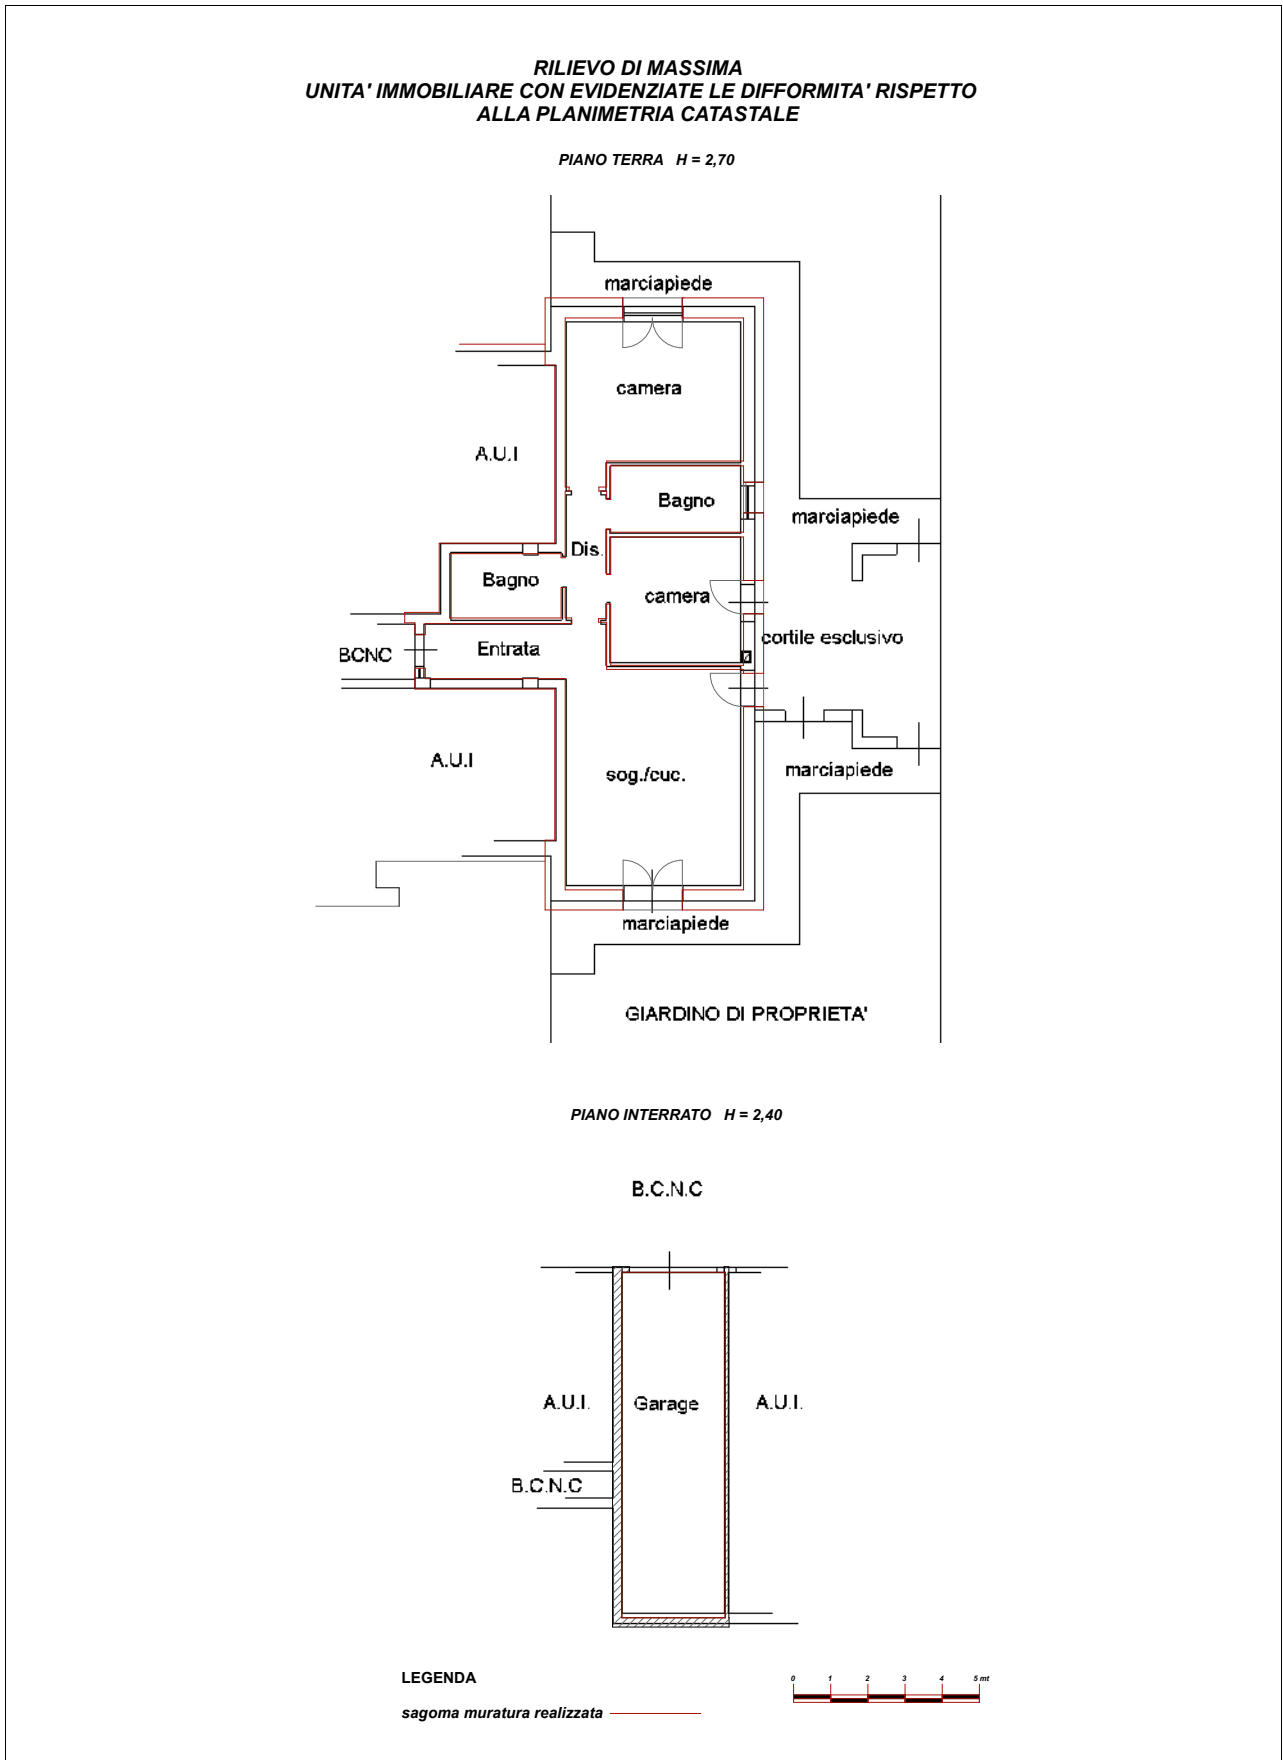 RILIEVO DI MASSIMA
UNITA' IMMOBILIARE CON EVIDENZIATE LE DIFFORMITA' RISPETTO
ALLA PLANIMETRIA CATASTALE
PIANO TERRA H = 2,70
marciapiede
camera
A.U.I
Bagno
marciapiede
Dis.
Bagno
camera
cortile esclusivo
Entrata
BCNC
A.U.I
sog./cuc.
marciapiede
marciapiede
GIARDINO DI PROPRIETA'
PIANO INTERRATO H = 2,40
B.C.N.C
A.U.I.
Garage
A.U.I.
B.C.N.C
LEGENDA
0 1 2 3 4 5 mt
sagoma muratura realizzata